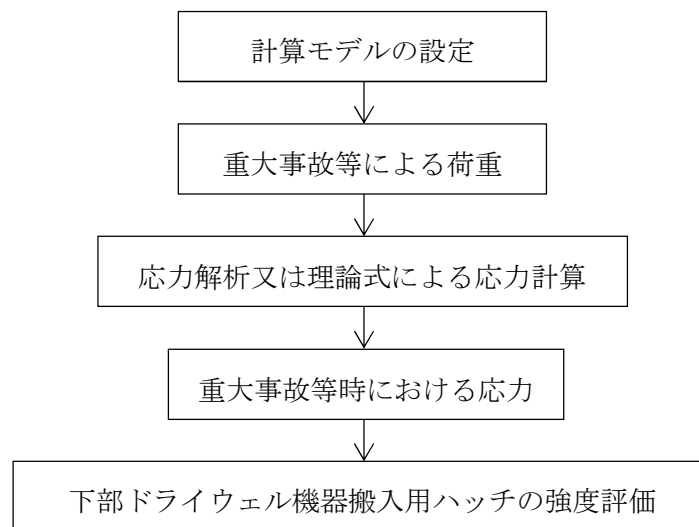 計算モデルの設定
重大事故等による荷重
応力解析又は理論式による応力計算
重大事故等時における応力
下部ドライウェル機器搬入用ハッチの強度評価